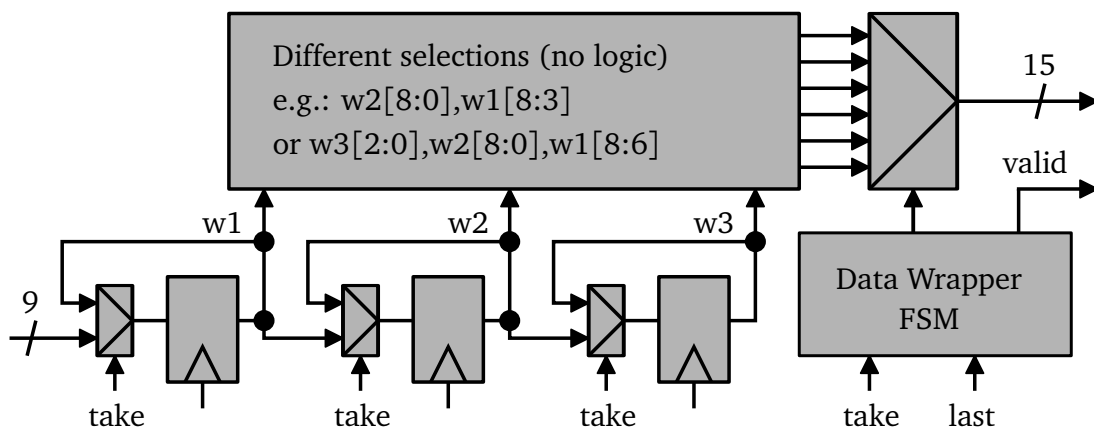 Different selections (no logic)
e.g.: w2[8:0],w1[8:3]
or w3[2:0],w2[8:0],w1[8:6]
15
valid
w1
w2
w3
9
Data Wrapper
FSM
take
take
take
take
last